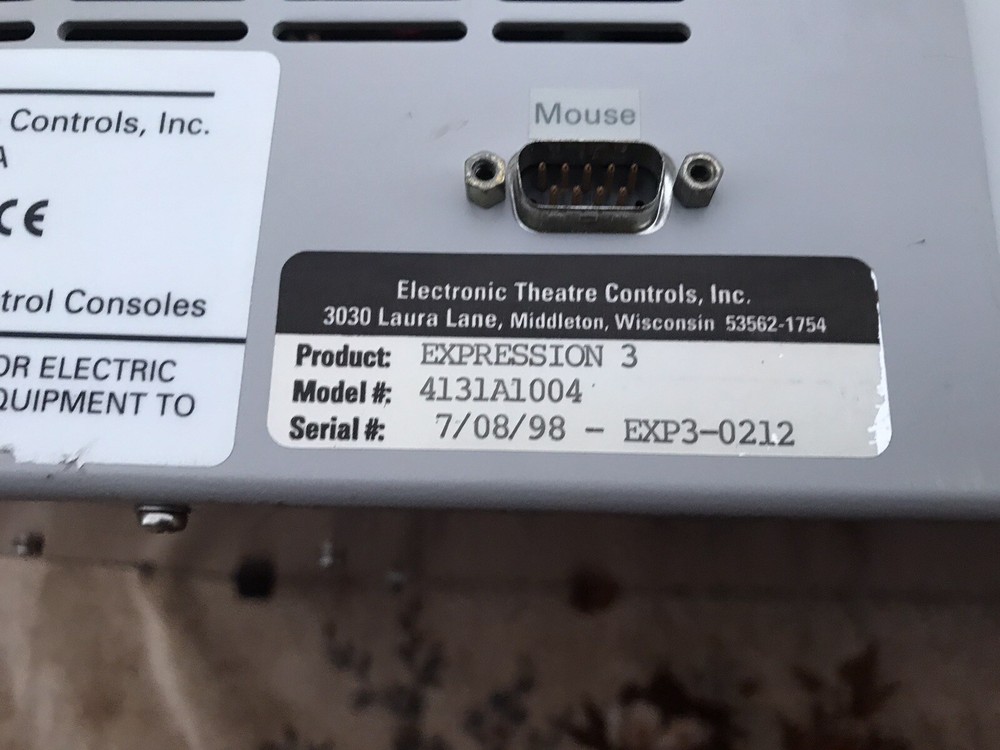 Controls, Inc.
A
CE
trol Consoles
OR ELECTRIC
QUIPMENT TO
Mouse
Electronic Theatre Controls, Inc.
3030 Laura Lane, Middleton, Wisconsin 53562-1754
Product: EXPRESSION 3
Model #: 4131A1004
Serial #: 7/08/98 - EXP3-0212